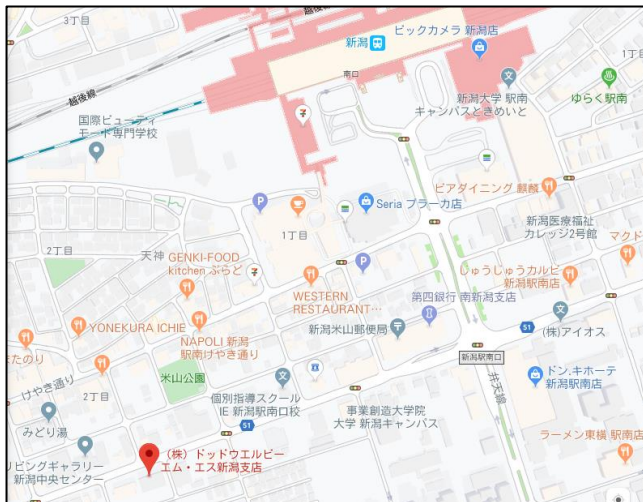 3丁目
越後線
越後線
ビックカメラ 新潟店
新潟
南口
1丁目
新潟大学 駅南
キャンパスときめいと
ゆらく駅南
国際ビューティ
モード専門学校
Seria プラーカ店
ピアダイニング 麒麟
新潟医療福祉
カレッジ2号館
マクド
2丁目
天神
1丁目
GENKI-FOOD
kitchen ぶらど
じゅうじゅうカルビ
新潟駅南店
WESTERN
RESTAURANT…
第四銀行 南新潟支店
(株)アイオス
YONEKURA ICHIE
NAPOLI 新潟
駅南けやき通り
新潟米山郵便局
51
新潟駅南口
またのり
けやき通り
米山公園
2丁目
個別指導スクール
IE 新潟駅南口校
弁天線
ドン.キホーテ
新潟駅南店
みどり湯
事業創造大学院
大学 新潟キャンパス
51
ラーメン東横 駅南店
リビングギャラリー
新潟中央センター
(株)ドッドウエルビー
エム・エス新潟支店